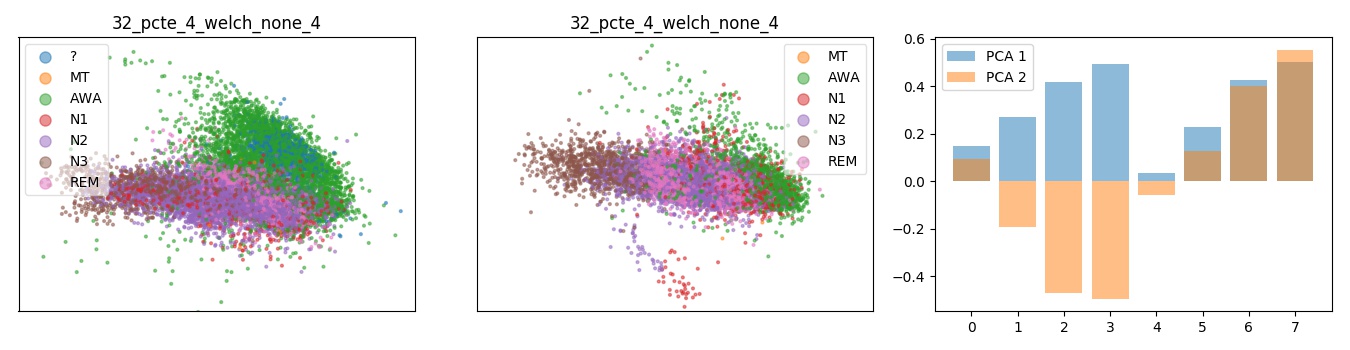 32_pcte_4_welch_none_4
?
MT
AWA
N1
N2
N3
REM
32_pcte_4_welch_none_4
MT
AWA
N1
N2
N3
REM
PCA 1
PCA 2
0.6
0.4
0.2
0.0
−0.2
−0.4
0 1 2 3 4 5 6 7